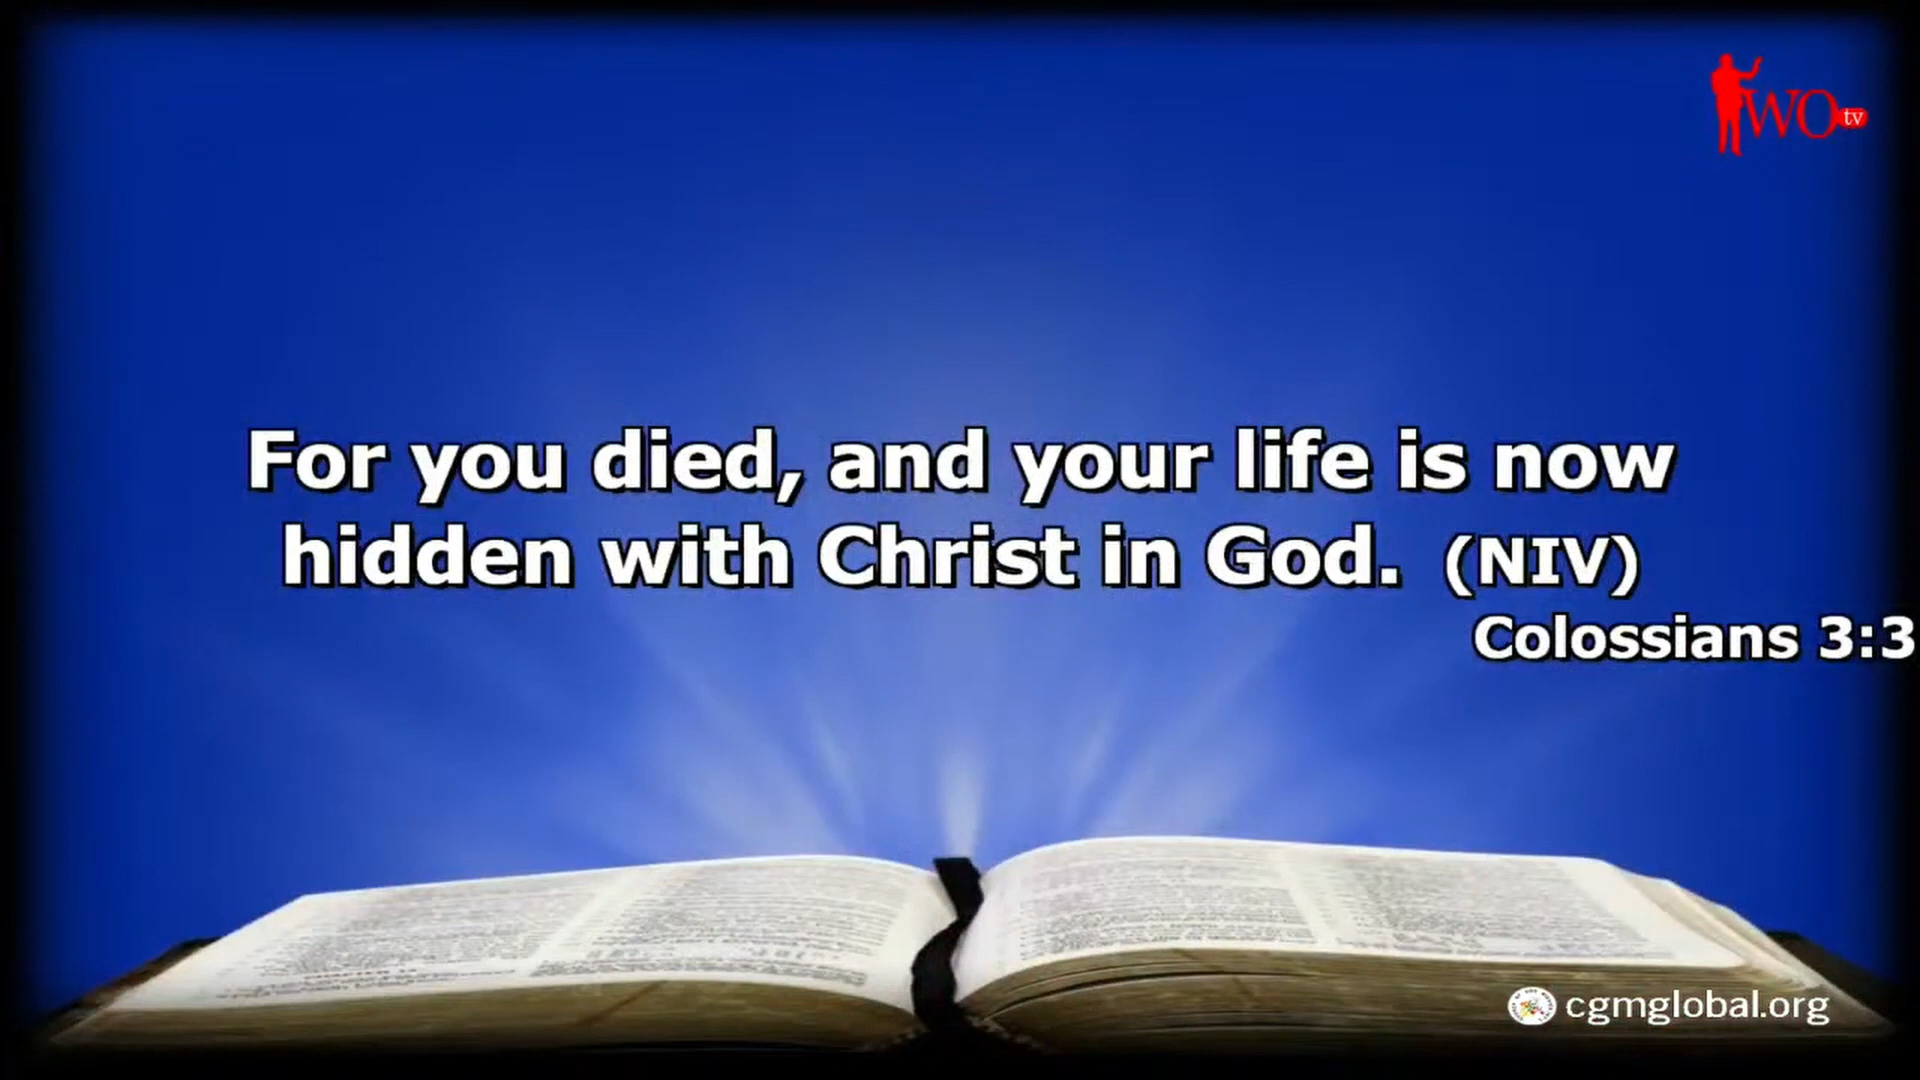 WO tv
For you died, and your life is now
hidden with Christ in God. (NIV)
Colossians 3:3
cgmglobal.org